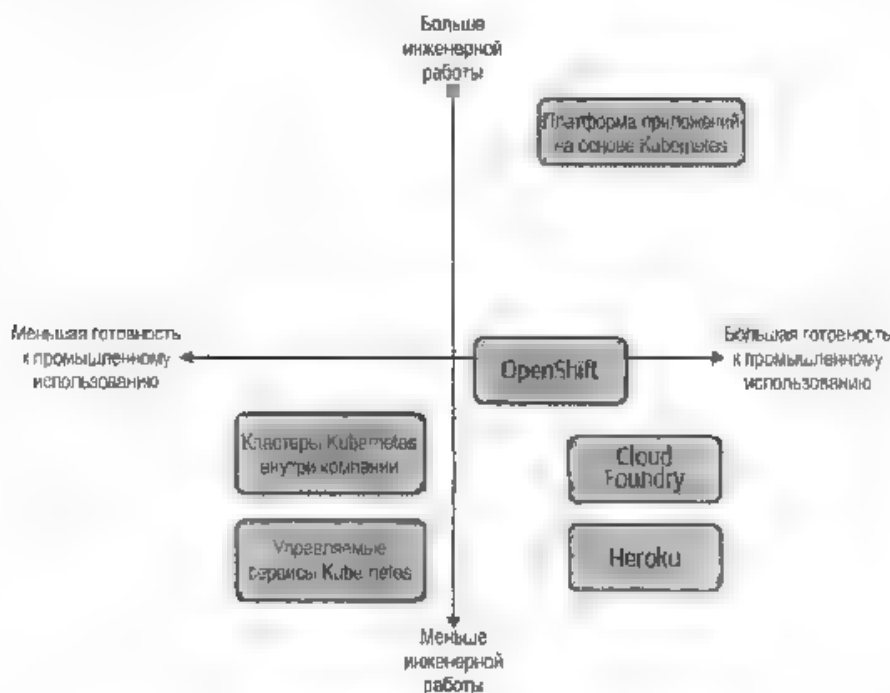 Больше
инженерной
работы
Платформа приложений
на основе Kubernetes
Меньшая готовность
к промышленному
использованию
OpenShift
Большая готовность
к промышленному
использованию
Кластеры Kubernetes
внутри компании
Cloud
Foundry
Управляемые
сервисы Kubernetes
Heroku
Меньше
инженерной
работы